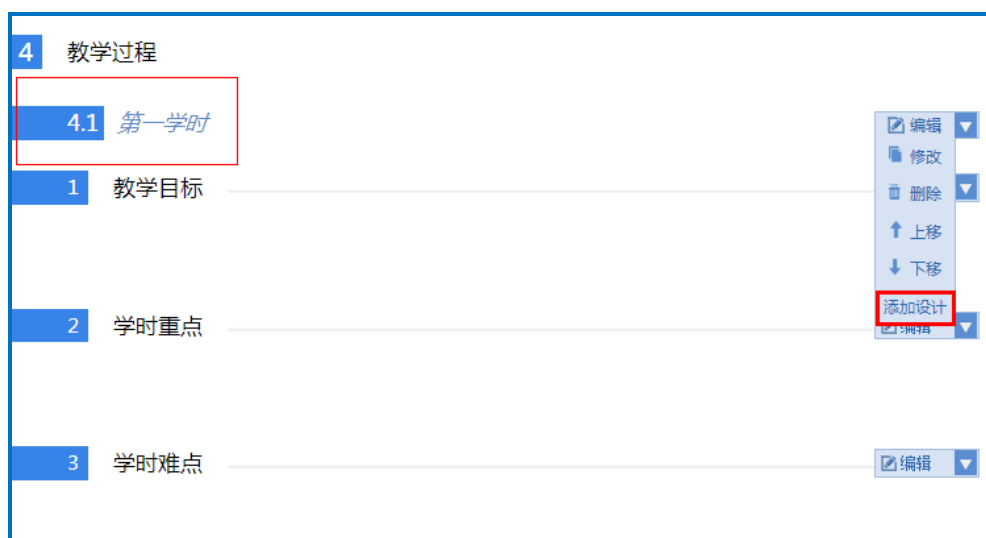 4 教学过程
4.1 第一学时
编辑
修改
1 教学目标
删除
上移
下移
添加设计
2 学时重点
编辑
3 学时难点
编辑